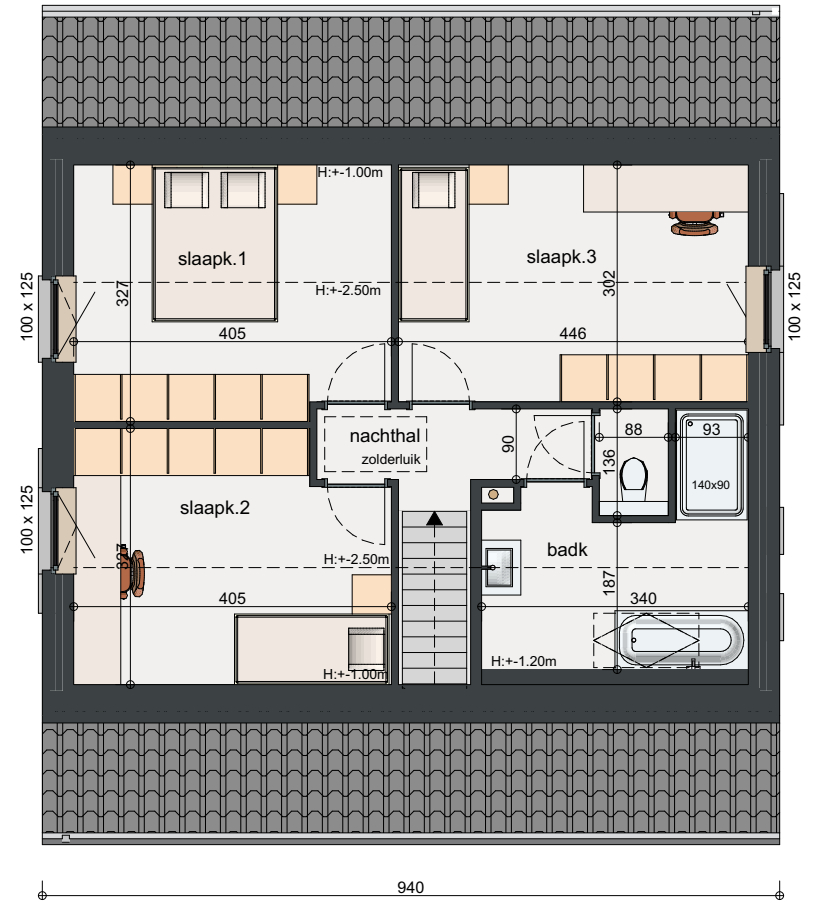 H:+-1.00m
slaapk.1
slaapk.3
100 x 125
327
H:+-2.50m
302
100 x 125
405
446
nachthal
zolderluik
90
88
93
136
140x90
slaapk.2
100 x 125
327
H:+-2.50m
badk
187
405
340
H:+-1.00m
H:+-1.20m
940